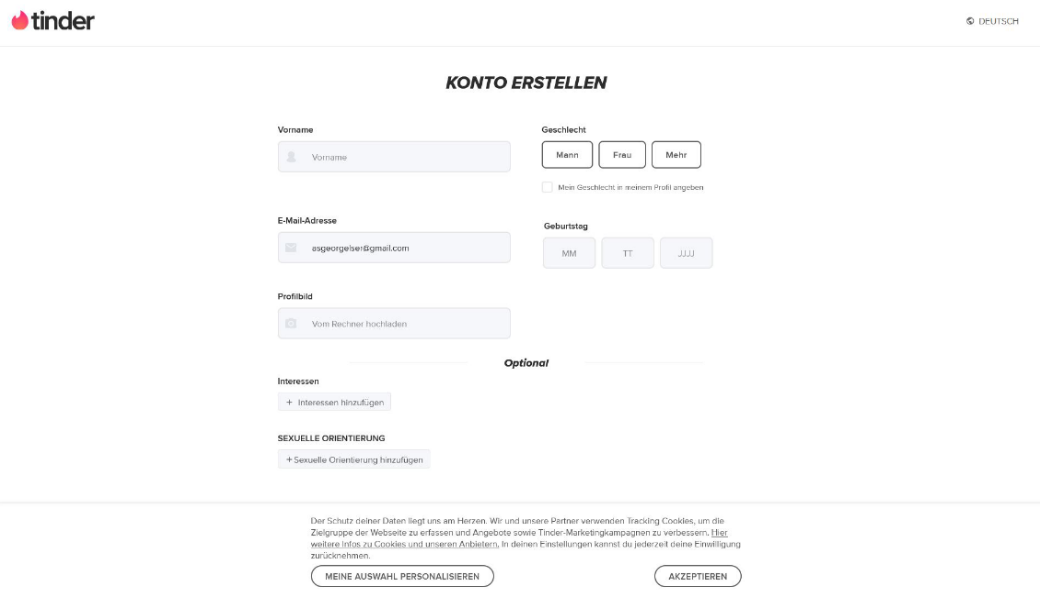 tinder
DEUTSCH
KONTO ERSTELLEN
Vorname
Vorname
Geschlecht
Mann
Frau
Mehr
Mein Geschlecht in meinem Profil angeben
E-Mail-Adresse
asgeorgelser@gmail.com
Geburtstag
MM
TT
JJJJ
Profilbild
Vom Rechner hochladen
Optional
Interessen
+ Interessen hinzufügen
SEXUELLE ORIENTIERUNG
+ Sexuelle Orientierung hinzufügen
Der Schutz deiner Daten liegt uns am Herzen. Wir und unsere Partner verwenden Tracking Cookies, um die
Zielgruppe der Webseite zu erfassen und Angebote sowie Tinder-Marketingkampagnen zu verbessern. Hier
weitere Infos zu Cookies und unseren Anbietern. In deinen Einstellungen kannst du jederzeit deine Einwilligung
zurücknehmen.
MEINE AUSWAHL PERSONALISIEREN
AKZEPTIEREN